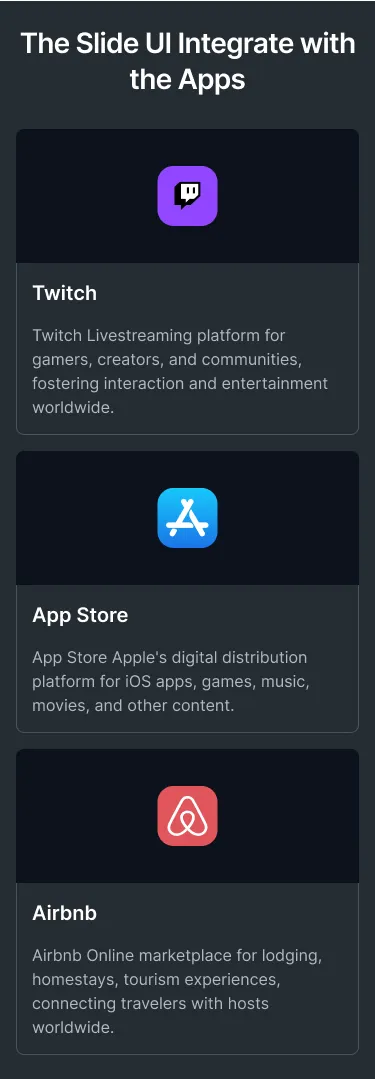 The Slide UI Integrate with
the Apps
Twitch
Twitch Livestreaming platform for
gamers, creators, and communities,
fostering interaction and entertainment
worldwide.
App Store
App Store Apple's digital distribution
platform for iOS apps, games, music,
movies, and other content.
Airbnb
Airbnb Online marketplace for lodging,
homestays, tourism experiences,
connecting travelers with hosts
worldwide.